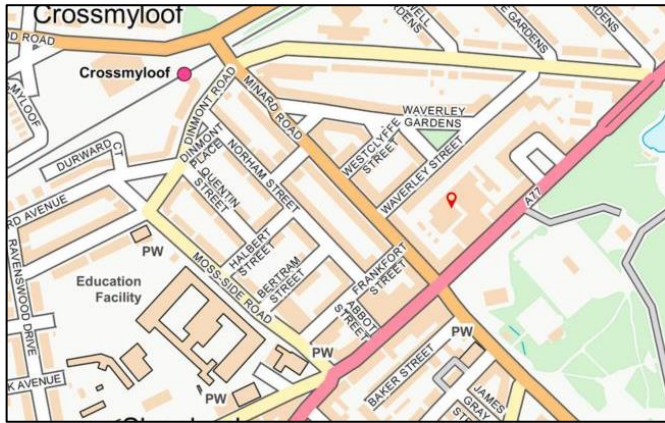 Crossmyloof
OD ROAD
MYLOOF
Crossmyloof
DINMONT ROAD
MINARD ROAD
GARDENS
GARDENS
WAVERLEY
GARDENS
WESTCLYFFE
STREET
WAVERLEY STREET
DURWARD
CT
DINMONT
PLACE
NORHAM STREET
QUENTIN
STREET
A77
RD AVENUE
RAVENSWOOD DRIVE
PW
HALBERT
STREET
BERTRAM
STREET
FRANKFORT
STREET
ABBOT
STREET
Education
Facility
MOSS-SIDE ROAD
PW
PW
BAKER STREET
K AVENUE
PW
JAMES
GRAY